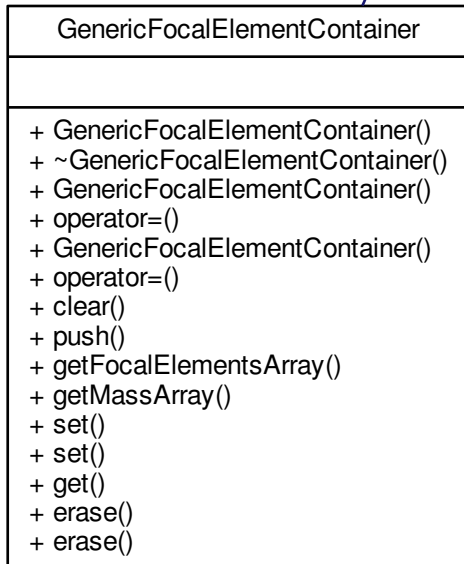 GenericFocalElementContainer
+ GenericFocalElementContainer()
+ ~GenericFocalElementContainer()
+ GenericFocalElementContainer()
+ operator=()
+ GenericFocalElementContainer()
+ operator=()
+ clear()
+ push()
+ getFocalElementsArray()
+ getMassArray()
+ set()
+ set()
+ get()
+ erase()
+ erase()